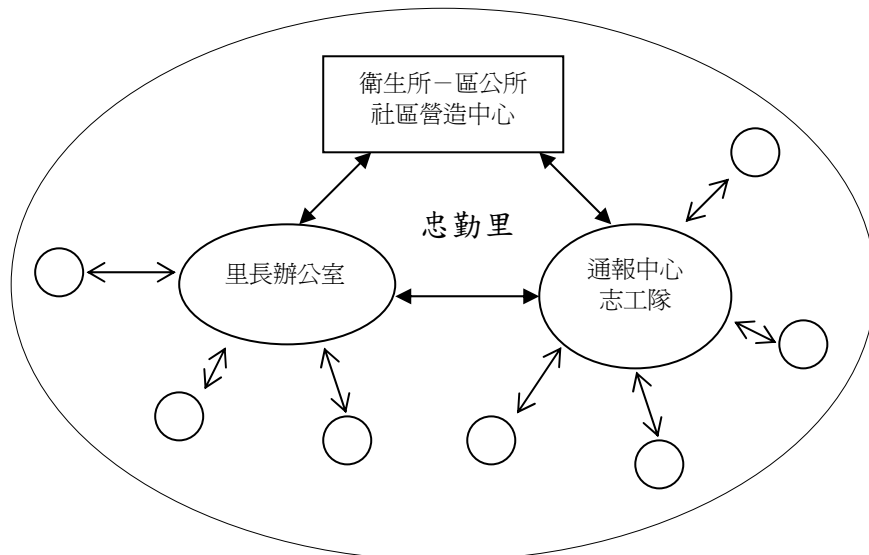 衛生所－區公所
社區營造中心
忠勤里
里長辦公室
通報中心
志工隊